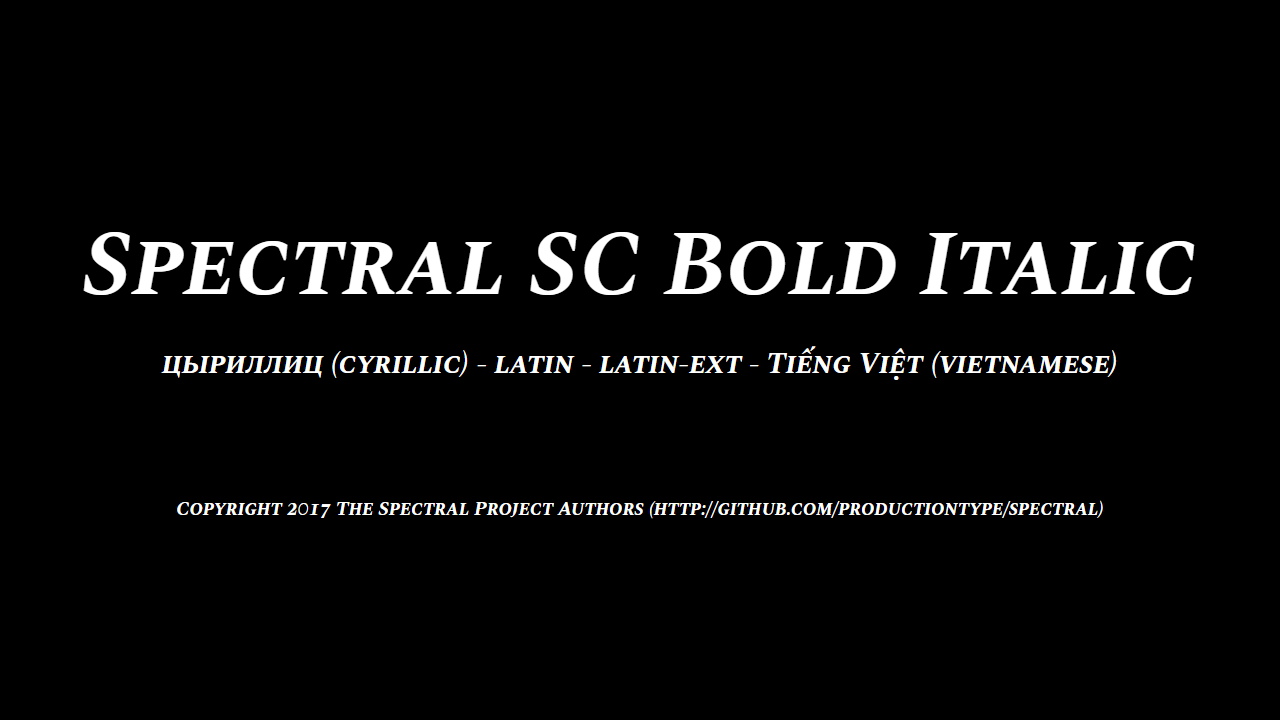 Spectral SC Bold Italic
цыриллиц (cyrillic) - latin - latin-ext - Tiếng Việt (vietnamese)
Copyright 2017 The Spectral Project Authors (http://github.com/productiontype/spectral)